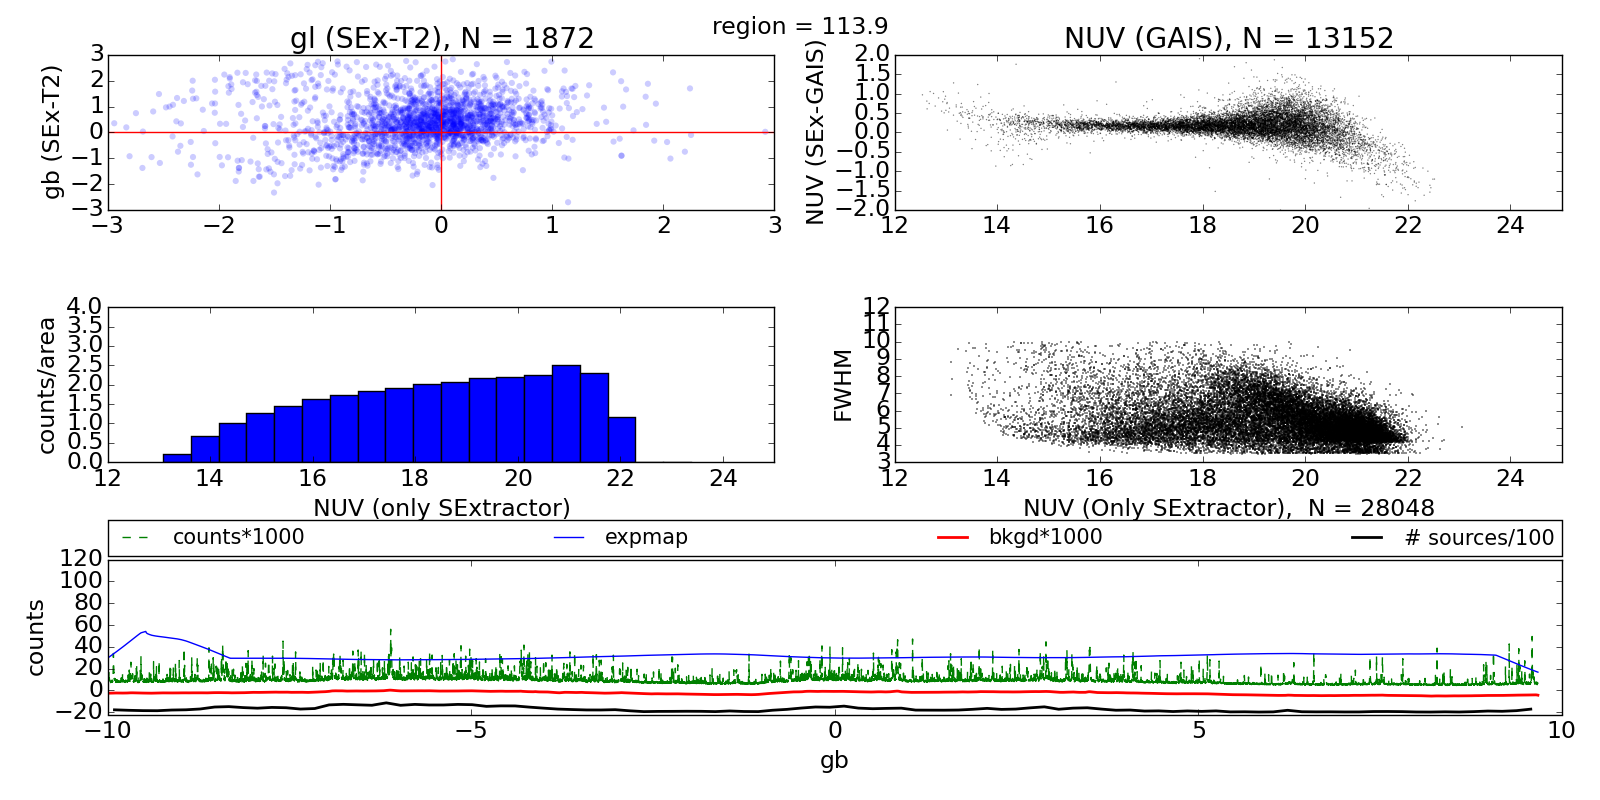 region = 113.9
gl (SEx-T2), N = 1872
gb (SEx-T2)
3
2
1
0
−1
−2
−3
−3 −2 −1 0 1 2 3
NUV (GAIS), N = 13152
NUV (SEx-GAIS)
2.0
1.5
1.0
0.5
0.0
−0.5
−1.0
−1.5
−2.0
12 14 16 18 20 22 24
counts/area
4.0
3.5
3.0
2.5
2.0
1.5
1.0
0.5
0.0
12 14 16 18 20 22 24
NUV (only SExtractor)
FWHM
12
11
10
9
8
7
6
5
4
3
12 14 16 18 20 22 24
NUV (Only SExtractor), N = 28048
counts*1000 expmap bkgd*1000 # sources/100
counts
120
100
80
60
40
20
0
−20
−10 −5 0 5 10
gb